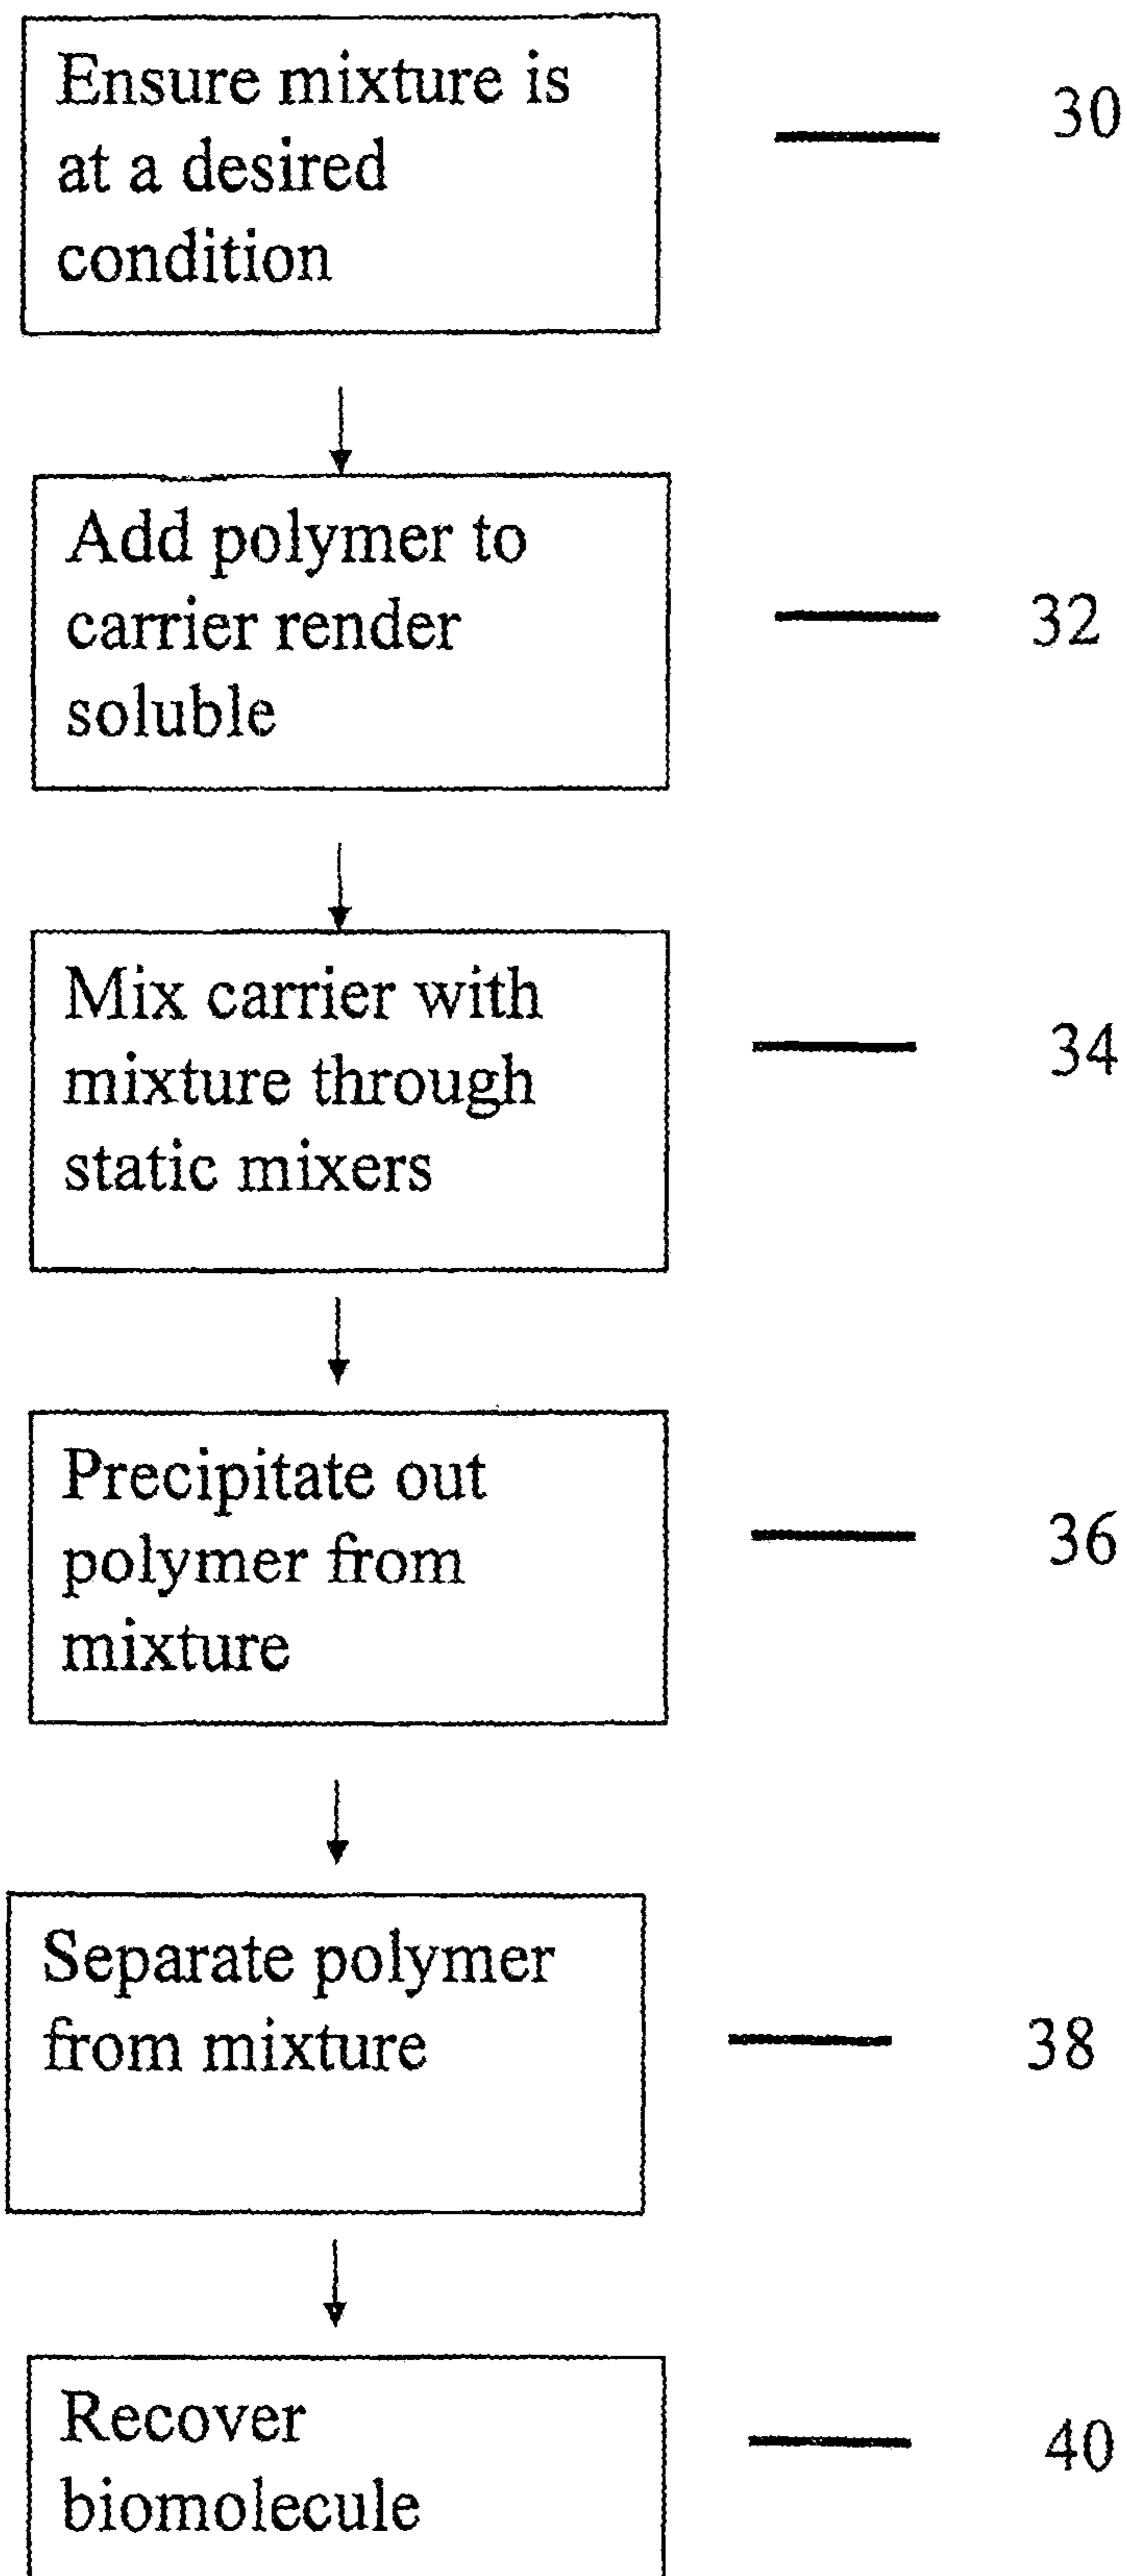 Ensure mixture is
at a desired
condition
30
Add polymer to
carrier render
soluble
32
Mix carrier with
mixture through
static mixers
34
Precipitate out
polymer from
mixture
36
Separate polymer
from mixture
38
Recover
biomolecule
40